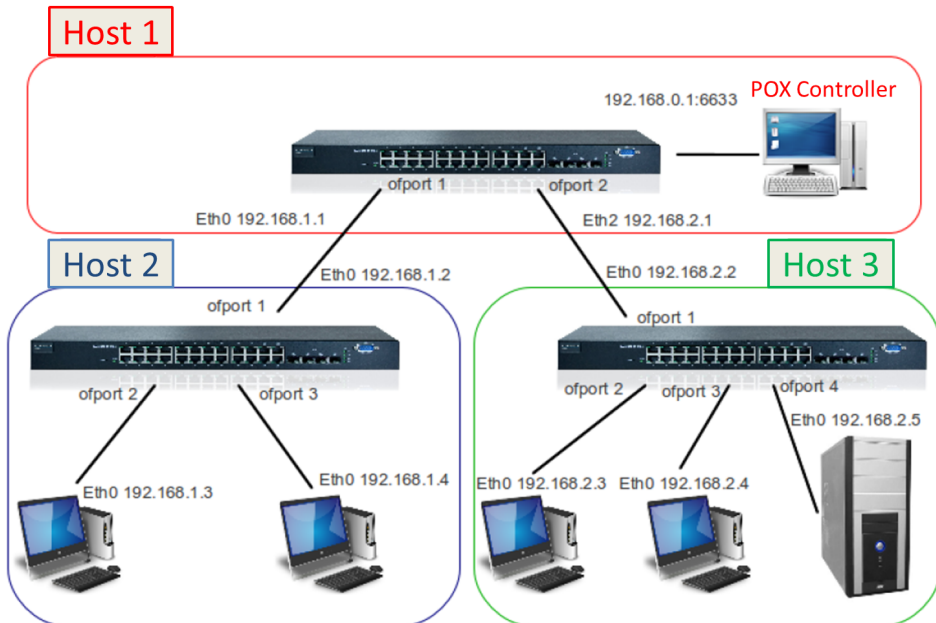 Host 1
POX Controller
192.168.0.1:6633
ofport 1
ofport 2
Eth0 192.168.1.1
Eth2 192.168.2.1
Host 2
Host 3
Eth0 192.168.1.2
Eth0 192.168.2.2
ofport 1
ofport 1
ofport 2
ofport 3
ofport 2
ofport 3
ofport 4
Eth0 192.168.2.5
Eth0 192.168.1.3
Eth0 192.168.1.4
Eth0 192.168.2.3
Eth0 192.168.2.4